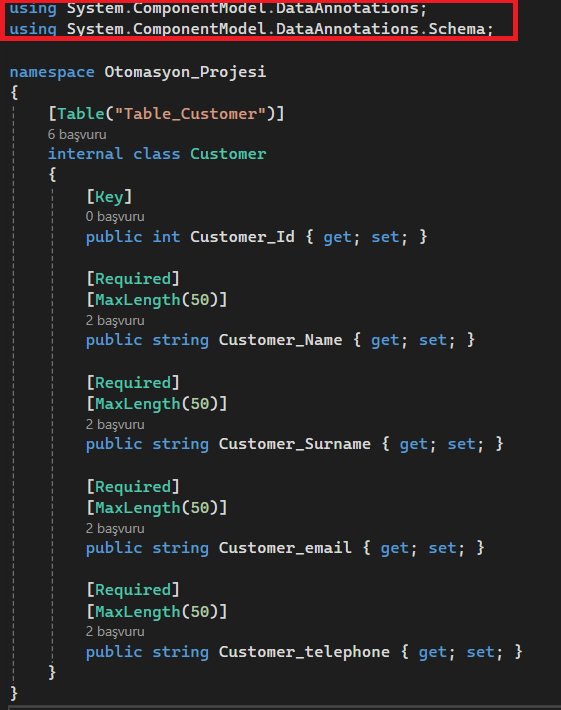 using System.ComponentModel.DataAnnotations;
using System.ComponentModel.DataAnnotations.Schema;
namespace Otomasyon_Projesi
{
[Table("Table_Customer")]
6 başvuru
internal class Customer
{
[Key]
0 başvuru
public int Customer_Id { get; set; }
[Required]
[MaxLength(50)]
2 başvuru
public string Customer_Name { get; set; }
[Required]
[MaxLength(50)]
2 başvuru
public string Customer_Surname { get; set; }
[Required]
[MaxLength(50)]
2 başvuru
public string Customer_email { get; set; }
[Required]
[MaxLength(50)]
2 başvuru
public string Customer_telephone { get; set; }
}
}